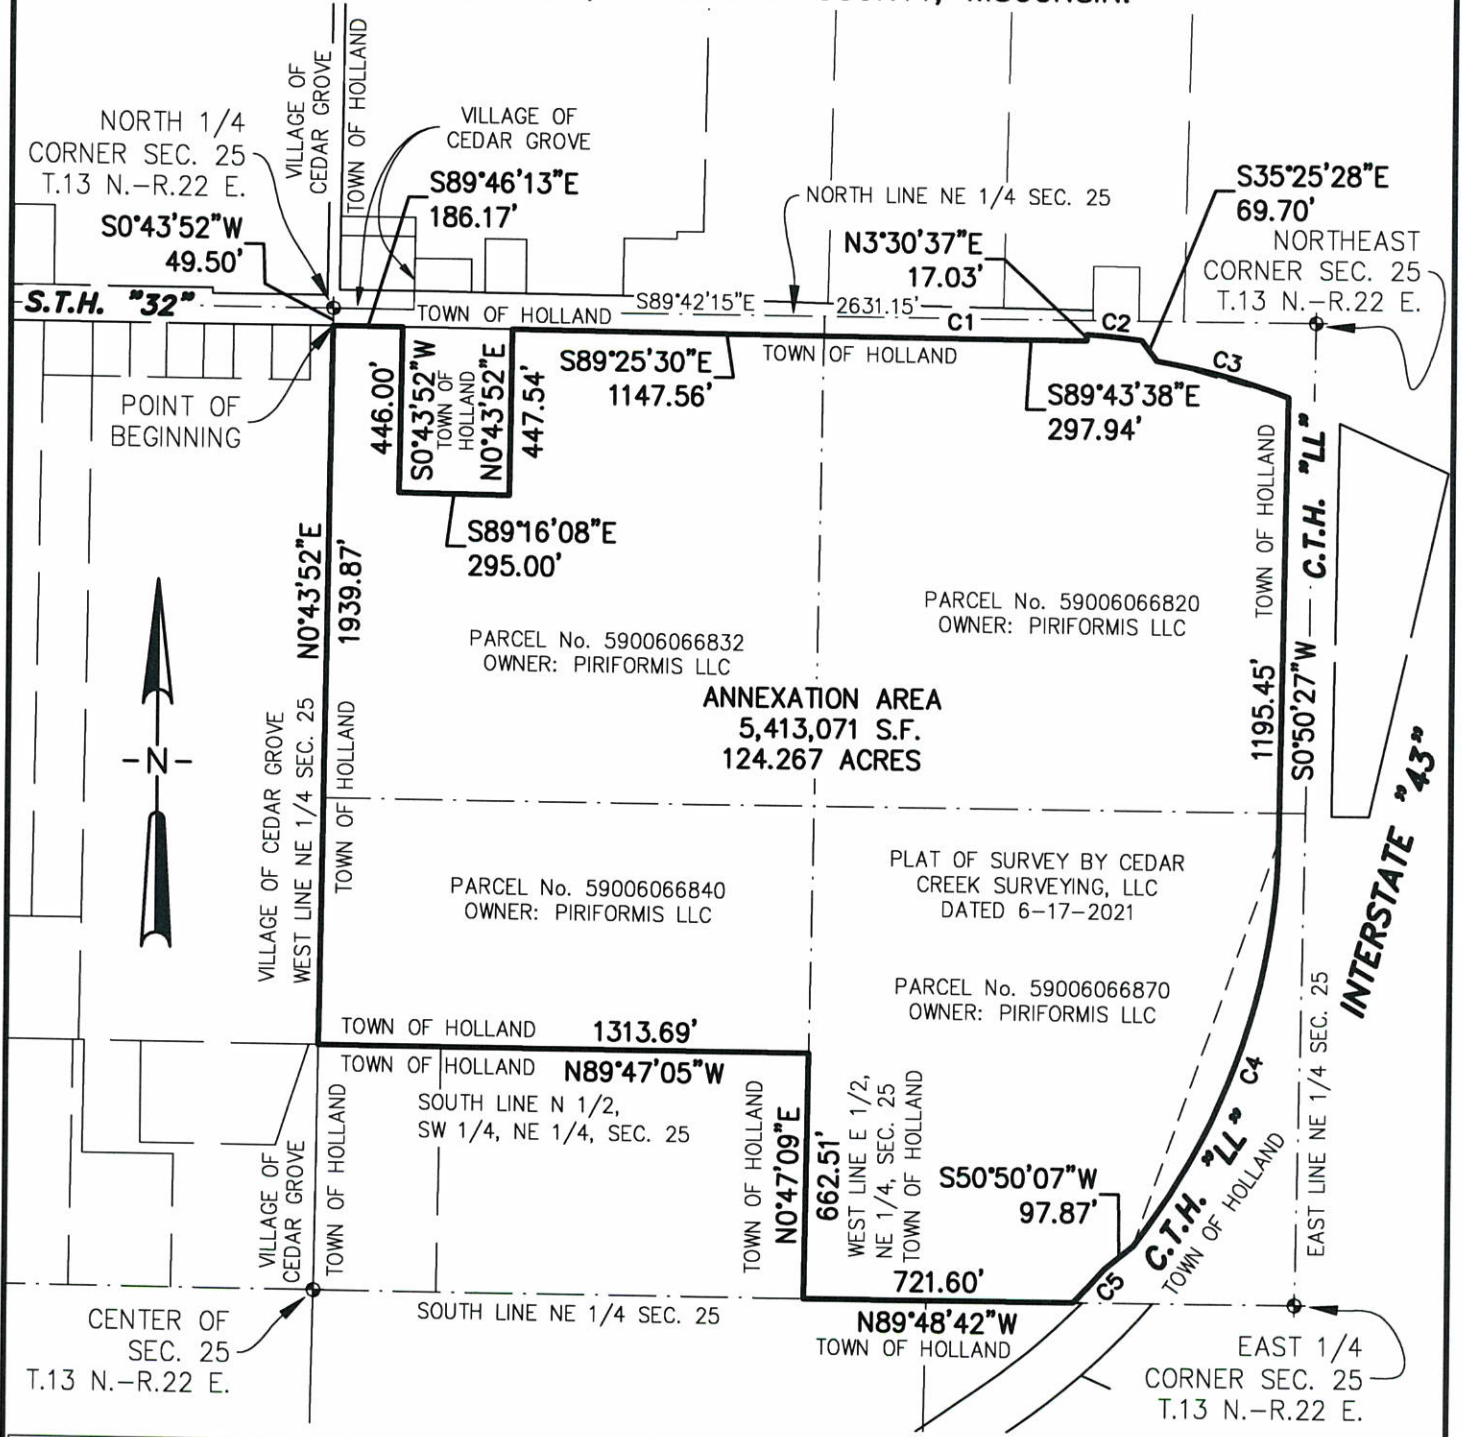 VILLAGE OF
CEDAR GROVE
TOWN OF HOLLAND
NORTH 1/4
CORNER SEC. 25
T.13 N.-R.22 E.
VILLAGE OF
CEDAR GROVE
S89°46'13"E
186.17'
S0°43'52"W
49.50'
NORTH LINE NE 1/4 SEC. 25
S35°25'28"E
69.70'
N3°30'37"E
17.03'
NORTHEAST
CORNER SEC. 25
T.13 N.-R.22 E.
S.T.H. "32"
TOWN OF HOLLAND
S89°42'15"E
2631.15'
C1
C2
C3
POINT OF
BEGINNING
446.00'
S0°43'52"W
TOWN OF
HOLLAND
N0°43'52"E
447.54'
S89°25'30"E
1147.56'
TOWN OF HOLLAND
S89°43'38"E
297.94'
S89°16'08"E
295.00'
TOWN OF HOLLAND
C.T.H. "LL"
N0°43'52"E
1939.87'
PARCEL No. 59006066832
OWNER: PIRIFORMIS LLC
PARCEL No. 59006066820
OWNER: PIRIFORMIS LLC
ANNEXATION AREA
5,413,071 S.F.
124.267 ACRES
1195.45'
S0°50'27"W
-N-
VILLAGE OF CEDAR GROVE
WEST LINE NE 1/4 SEC. 25
TOWN OF HOLLAND
INTERSTATE "43"
PARCEL No. 59006066840
OWNER: PIRIFORMIS LLC
PLAT OF SURVEY BY CEDAR
CREEK SURVEYING, LLC
DATED 6-17-2021
PARCEL No. 59006066870
OWNER: PIRIFORMIS LLC
TOWN OF HOLLAND
1313.69'
TOWN OF HOLLAND
N89°47'05"W
SOUTH LINE N 1/2,
SW 1/4, NE 1/4, SEC. 25
C4
EAST LINE NE 1/4 SEC. 25
VILLAGE OF
CEDAR GROVE
TOWN OF HOLLAND
TOWN OF HOLLAND
N0°47'09"E
662.51'
WEST LINE E 1/2,
NE 1/4, SEC. 25
TOWN OF HOLLAND
S50°50'07"W
97.87'
C.T.H. "LL"
TOWN OF HOLLAND
721.60'
C5
SOUTH LINE NE 1/4 SEC. 25
N89°48'42"W
TOWN OF HOLLAND
CENTER OF
SEC. 25
T.13 N.-R.22 E.
EAST 1/4
CORNER SEC. 25
T.13 N.-R.22 E.